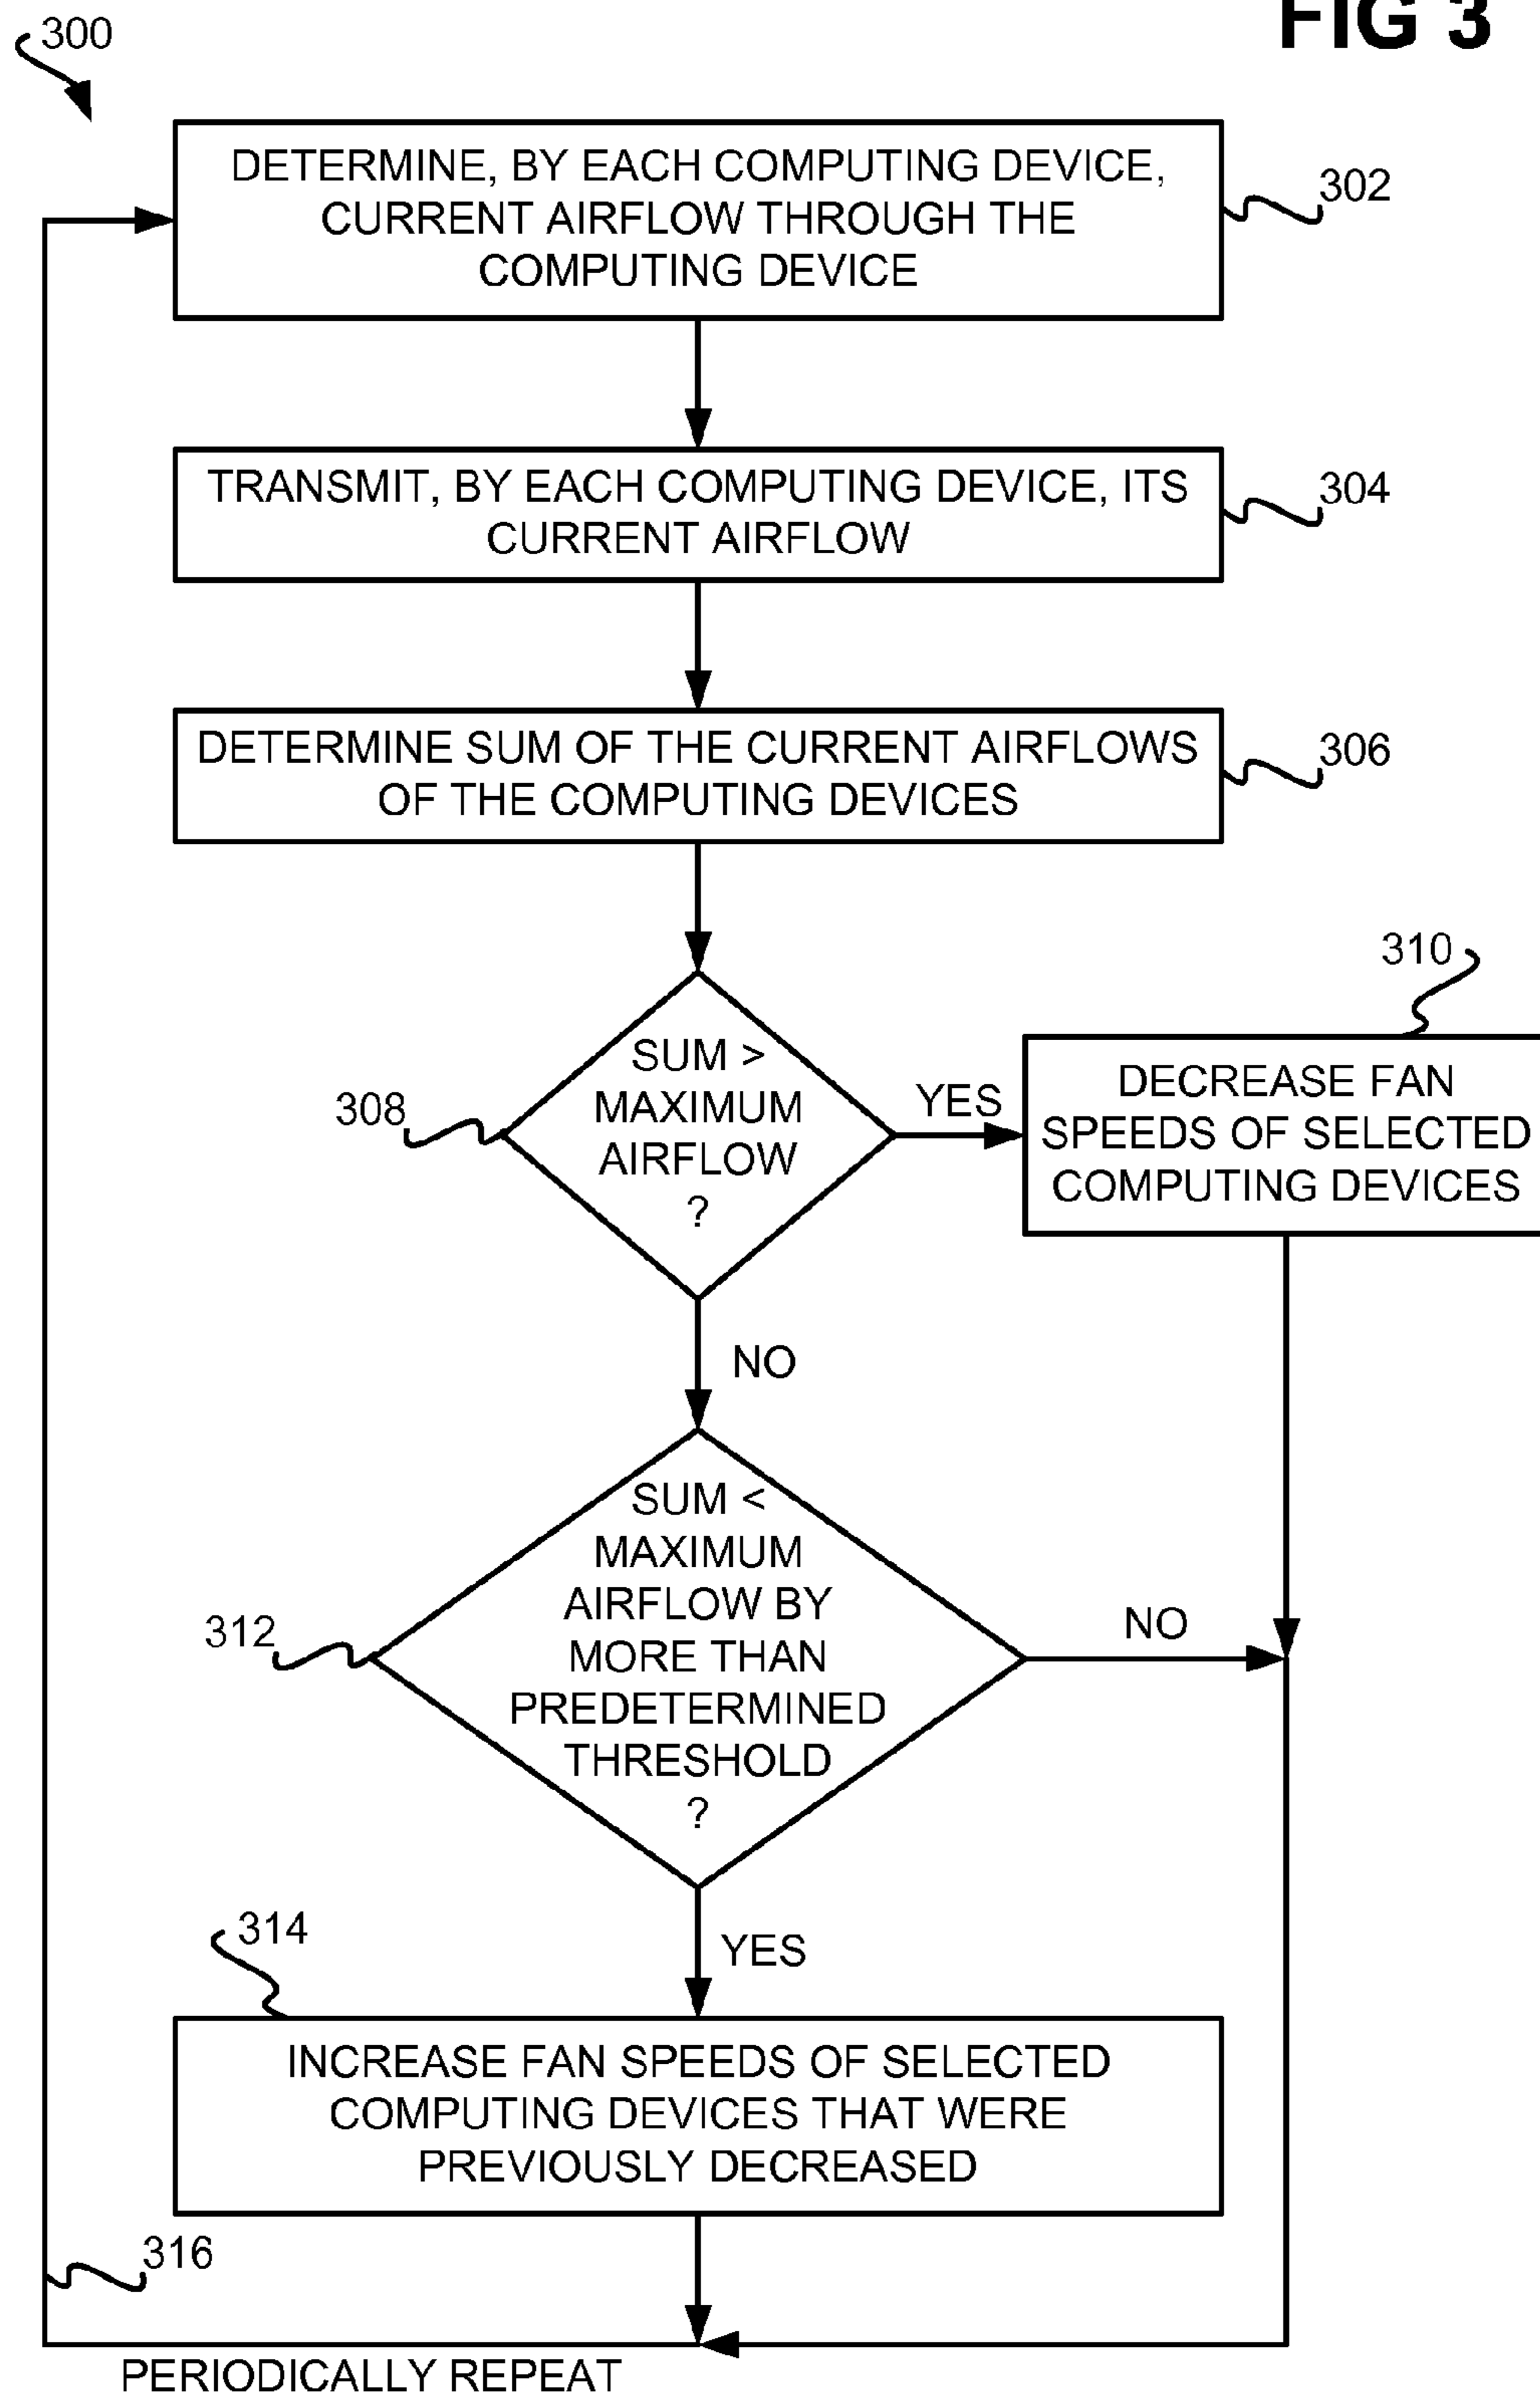 FIG 3
300
DETERMINE, BY EACH COMPUTING DEVICE,
CURRENT AIRFLOW THROUGH THE
COMPUTING DEVICE
302
TRANSMIT, BY EACH COMPUTING DEVICE, ITS
CURRENT AIRFLOW
304
DETERMINE SUM OF THE CURRENT AIRFLOWS
OF THE COMPUTING DEVICES
306
SUM >
MAXIMUM
AIRFLOW
?
308
YES
310
DECREASE FAN
SPEEDS OF SELECTED
COMPUTING DEVICES
NO
SUM <
MAXIMUM
AIRFLOW BY
MORE THAN
PREDETERMINED
THRESHOLD
?
312
NO
YES
314
INCREASE FAN SPEEDS OF SELECTED
COMPUTING DEVICES THAT WERE
PREVIOUSLY DECREASED
316
PERIODICALLY REPEAT